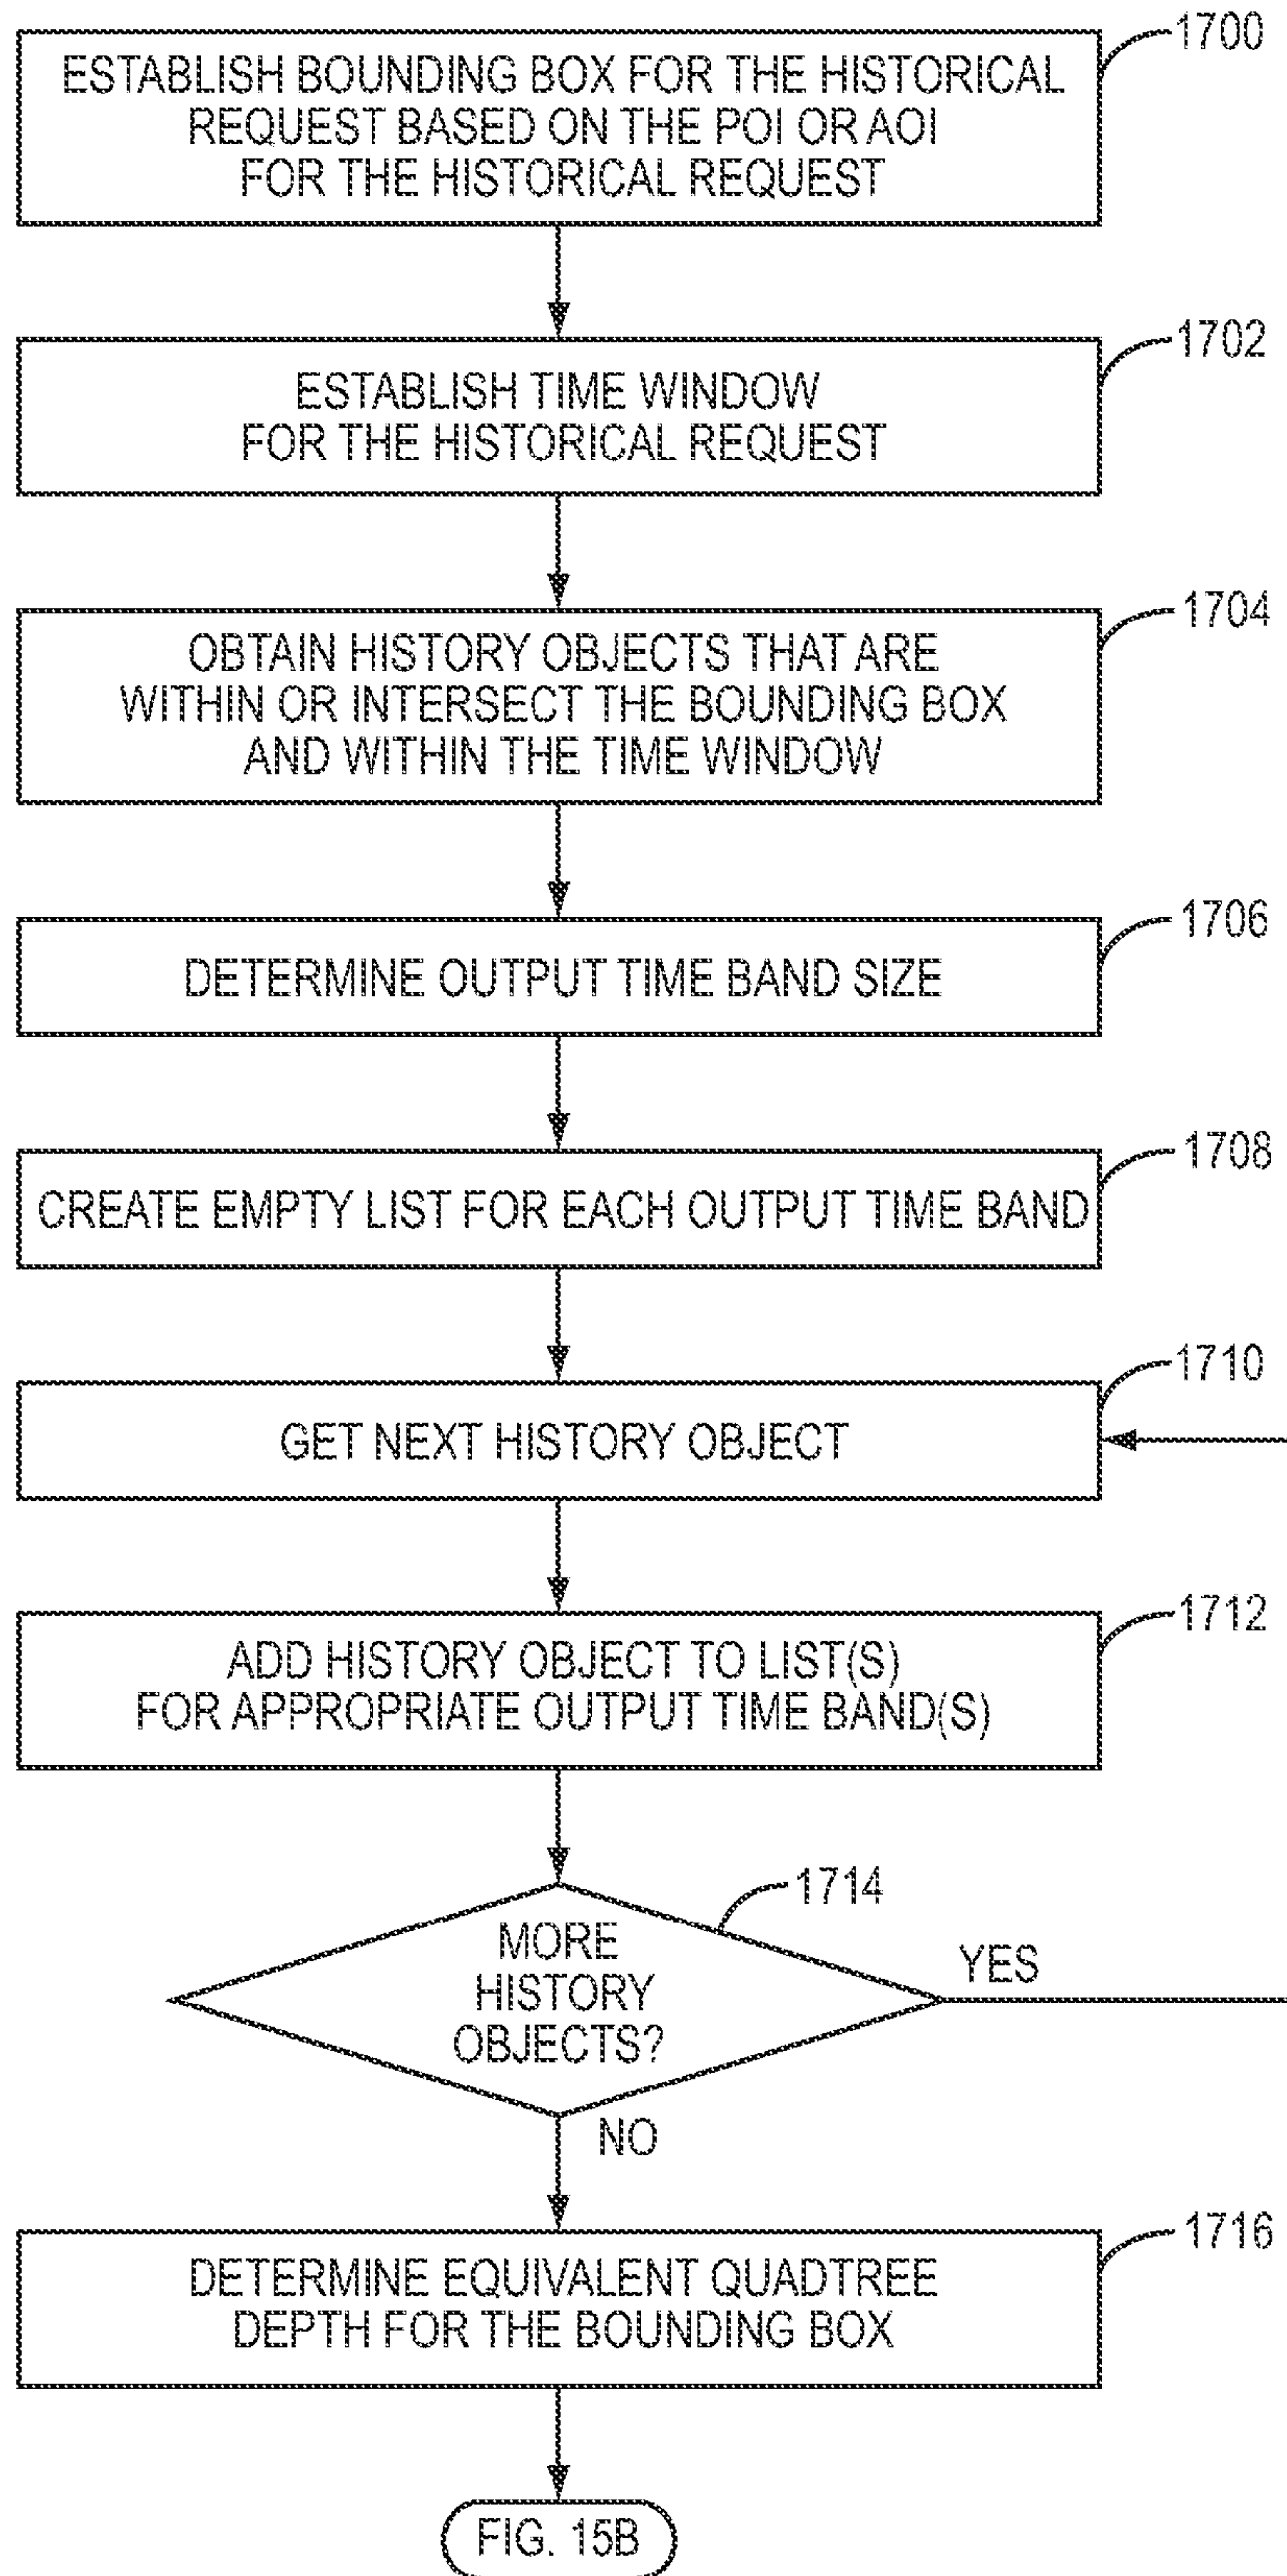 1700
ESTABLISH BOUNDING BOX FOR THE HISTORICAL
REQUEST BASED ON THE POI OR AOI
FOR THE HISTORICAL REQUEST
1702
ESTABLISH TIME WINDOW
FOR THE HISTORICAL REQUEST
1704
OBTAIN HISTORY OBJECTS THAT ARE
WITHIN OR INTERSECT THE BOUNDING BOX
AND WITHIN THE TIME WINDOW
1706
DETERMINE OUTPUT TIME BAND SIZE
1708
CREATE EMPTY LIST FOR EACH OUTPUT TIME BAND
1710
GET NEXT HISTORY OBJECT
1712
ADD HISTORY OBJECT TO LIST(S)
FOR APPROPRIATE OUTPUT TIME BAND(S)
1714
MORE
HISTORY
OBJECTS?
YES
NO
1716
DETERMINE EQUIVALENT QUADTREE
DEPTH FOR THE BOUNDING BOX
FIG. 15B